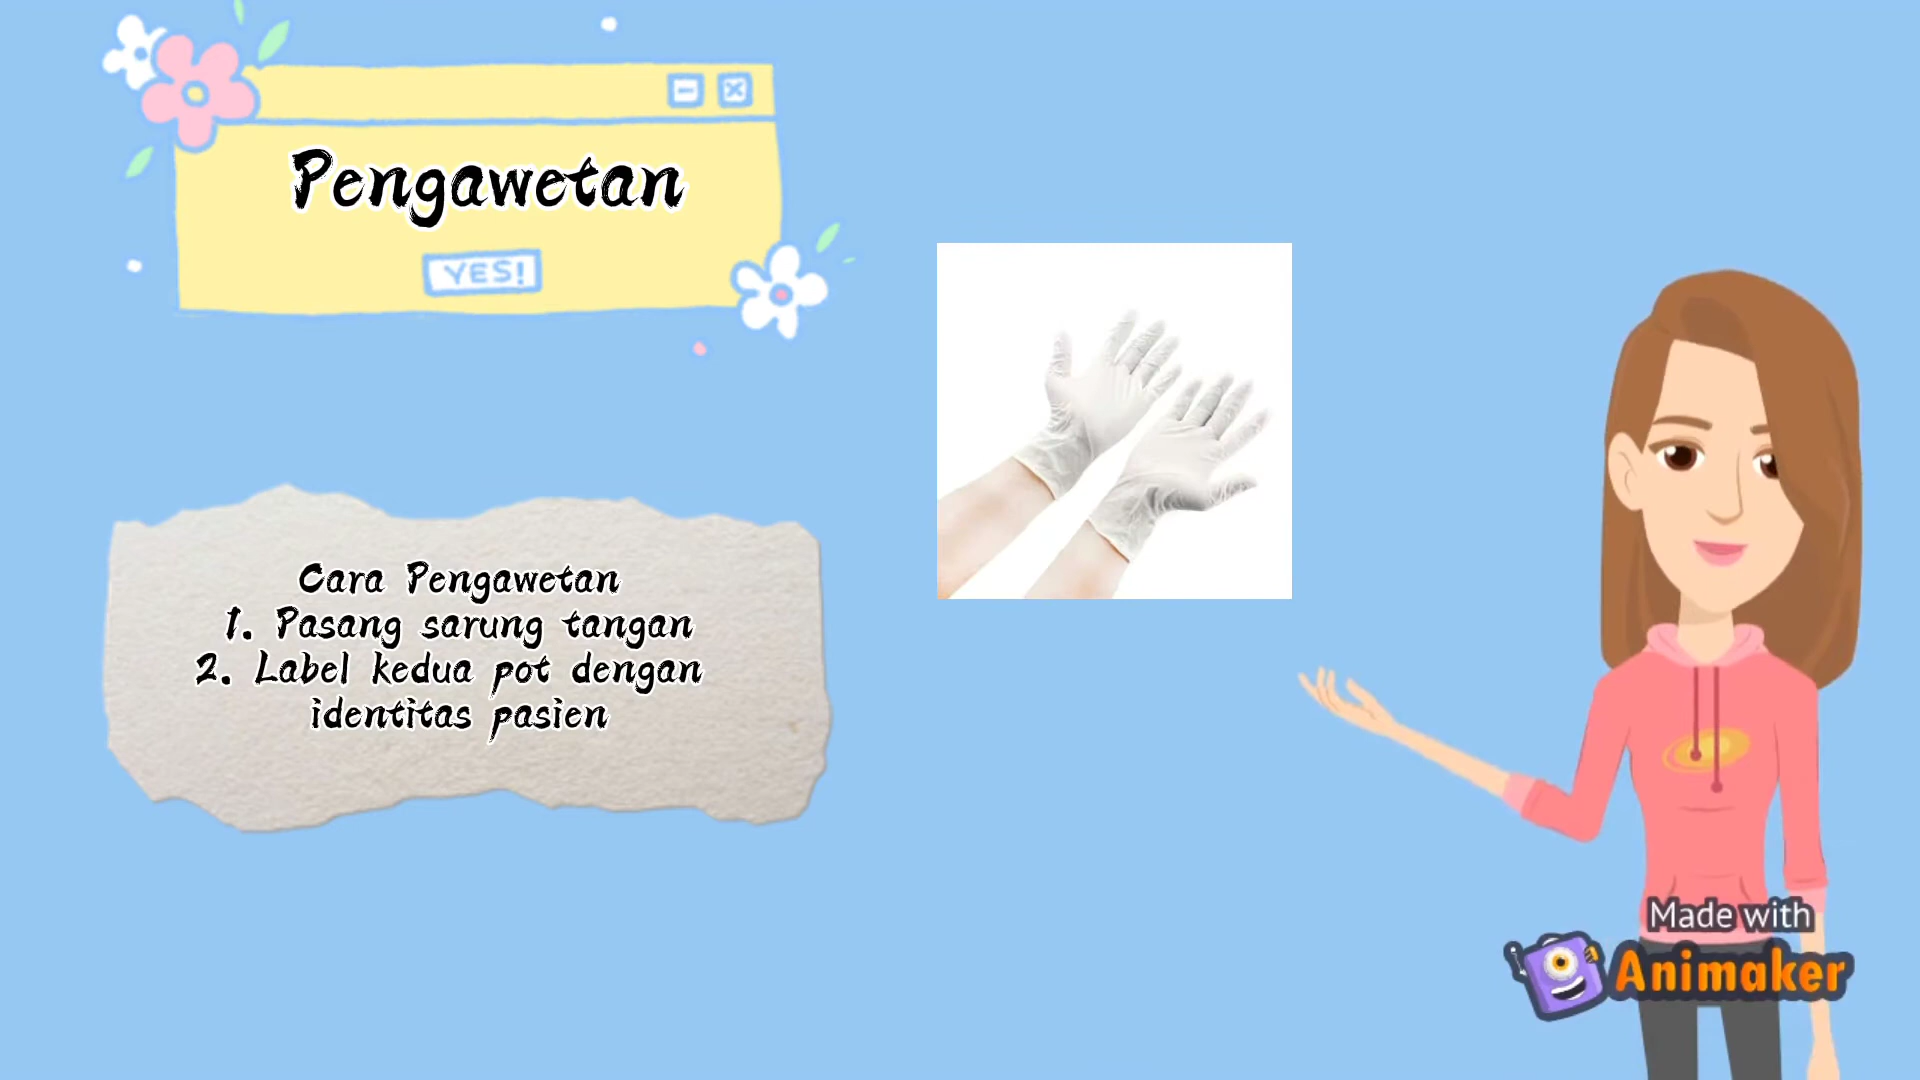 Pengawetan
YES!
Cara Pengawetan
1. Pasang sarung tangan
2. Label kedua pot dengan
identitas pasien
Made with
Animaker